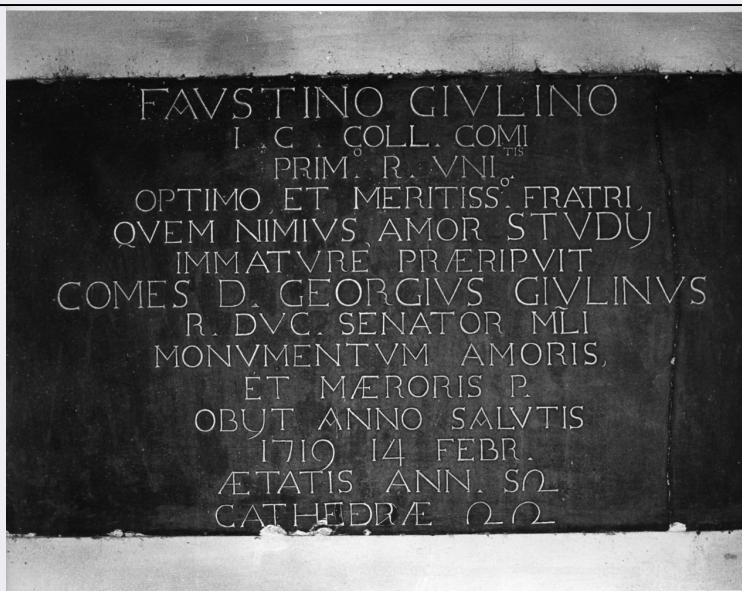 FAVSTINO GIVLINO
I . C . COLL. COMI
PRIM.º R. VNI.TIS
OPTIMO, ET MERITISS.º FRATRI,
QVEM NIMIVS AMOR STVDY
IMMATVRE PRÆRIPVIT
COMES D. GEORGIVS GIVLINVS
R. DVC. SENATOR MLI
MONVMENTVM AMORIS,
ET MÆRORIS P.
OBYT ANNO SALVTIS
1719 14 FEBR.
ÆTATIS ANN. 52
CATHEDRÆ 22